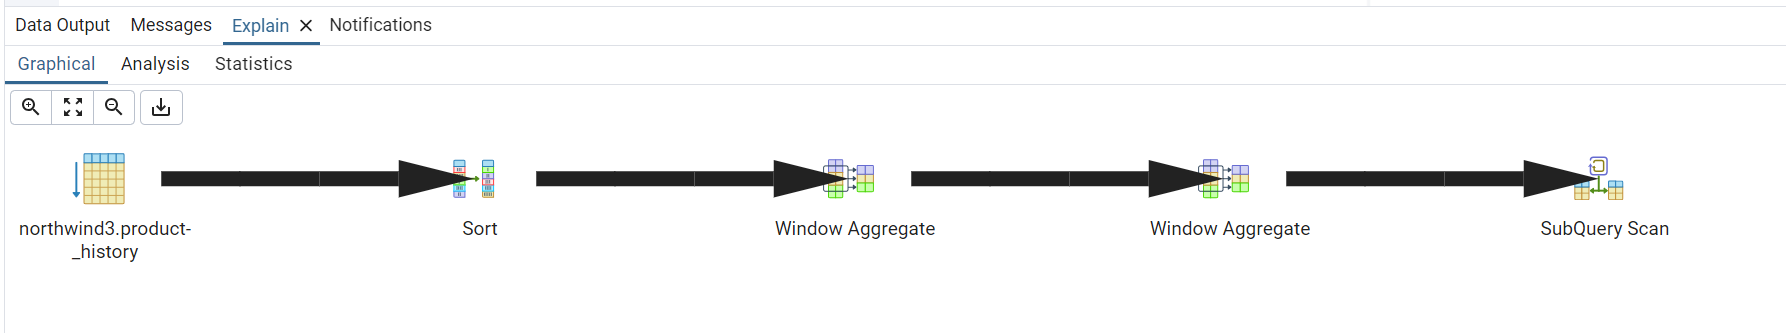 Data Output Messages Explain Notifications
Graphical Analysis Statistics
northwind3.product-
_history
Sort
Window Aggregate
Window Aggregate
SubQuery Scan